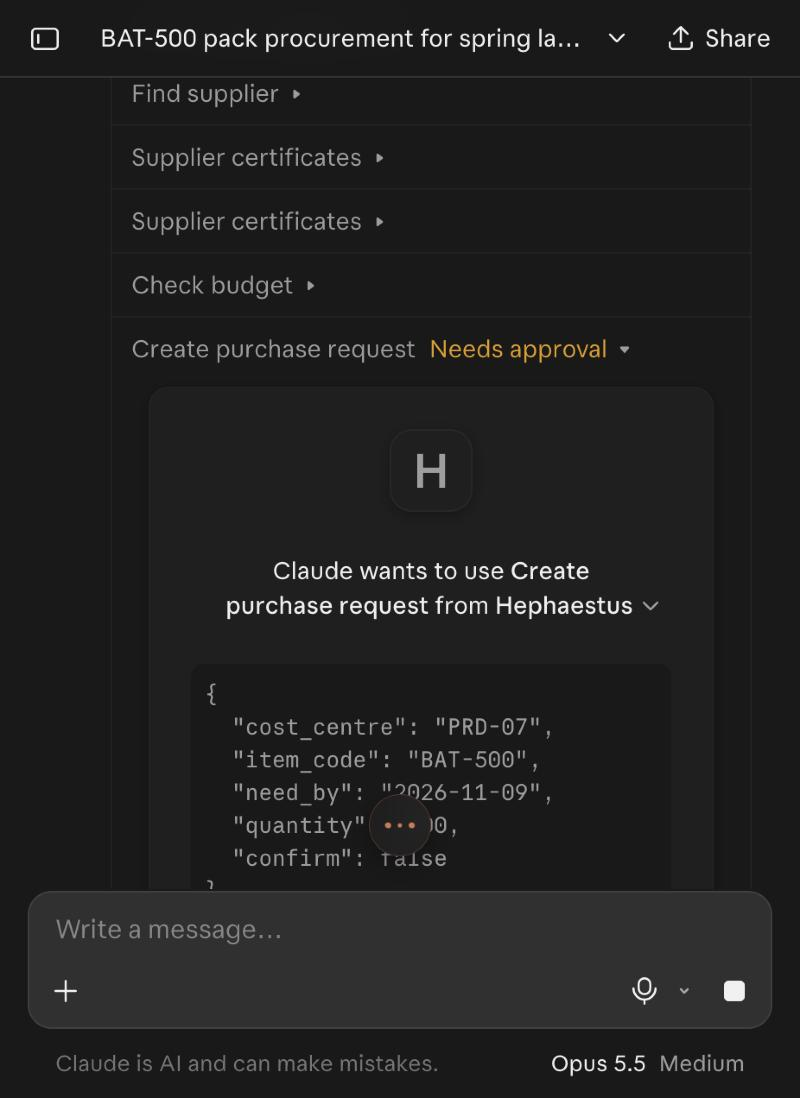 BAT-500 pack procurement for spring la...
Share
Find supplier
Supplier certificates
Supplier certificates
Check budget
Create purchase request Needs approval
H
Claude wants to use Create
purchase request from Hephaestus
{
"cost_centre": "PRD-07",
"item_code": "BAT-500",
"need_by": "2026-11-09",
"quantity"
"confirm": false
}
Write a message...
Claude is AI and can make mistakes.
Opus 5.5 Medium